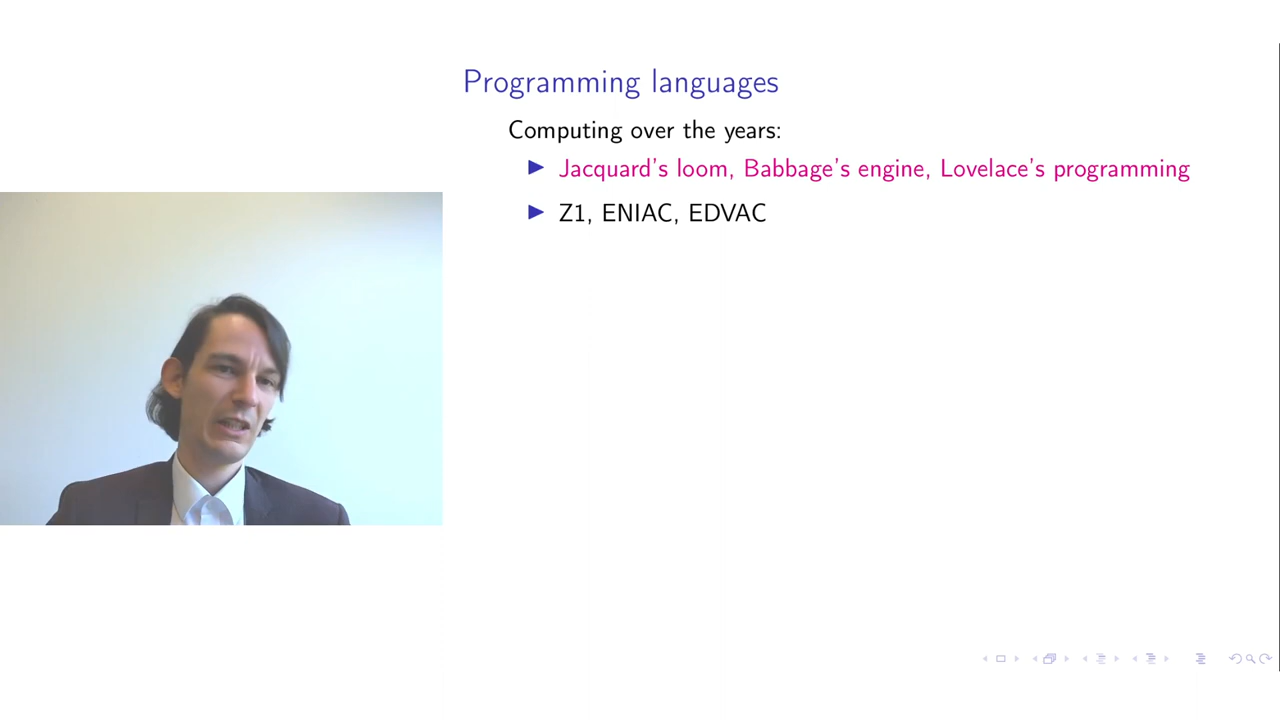 Programming languages
Computing over the years:
Jacquard's loom, Babbage's engine, Lovelace's programming
Z1, ENIAC, EDVAC